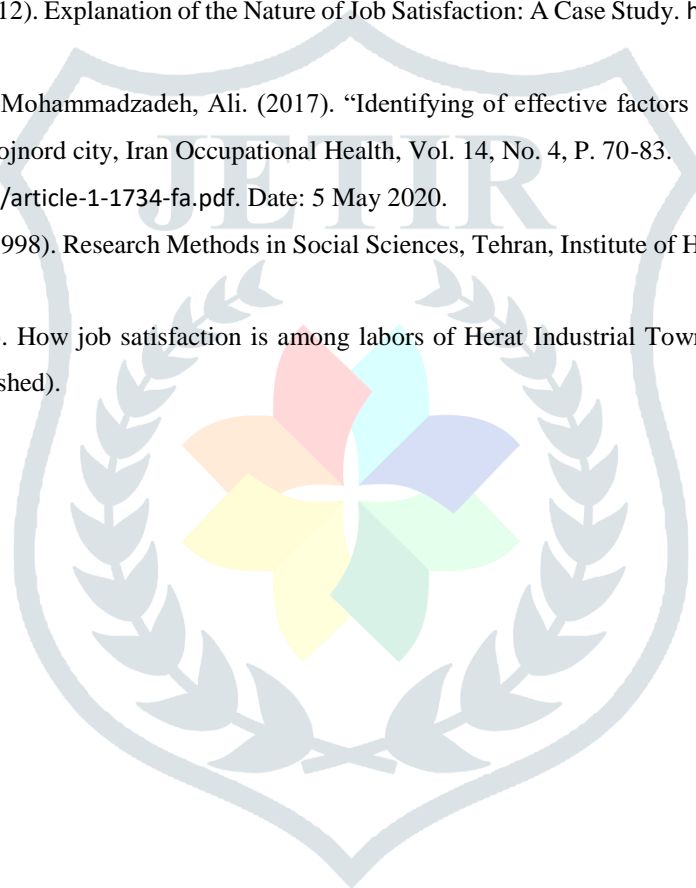 12). Explanation of the Nature of Job Satisfaction: A Case Study. h
Mohammadzadeh, Ali. (2017). “Identifying of effective factors
ojnord city, Iran Occupational Health, Vol. 14, No. 4, P. 70-83.
/article-1-1734-fa.pdf. Date: 5 May 2020.
998). Research Methods in Social Sciences, Tehran, Institute of H
). How job satisfaction is among labors of Herat Industrial Town
shed).
JETIR